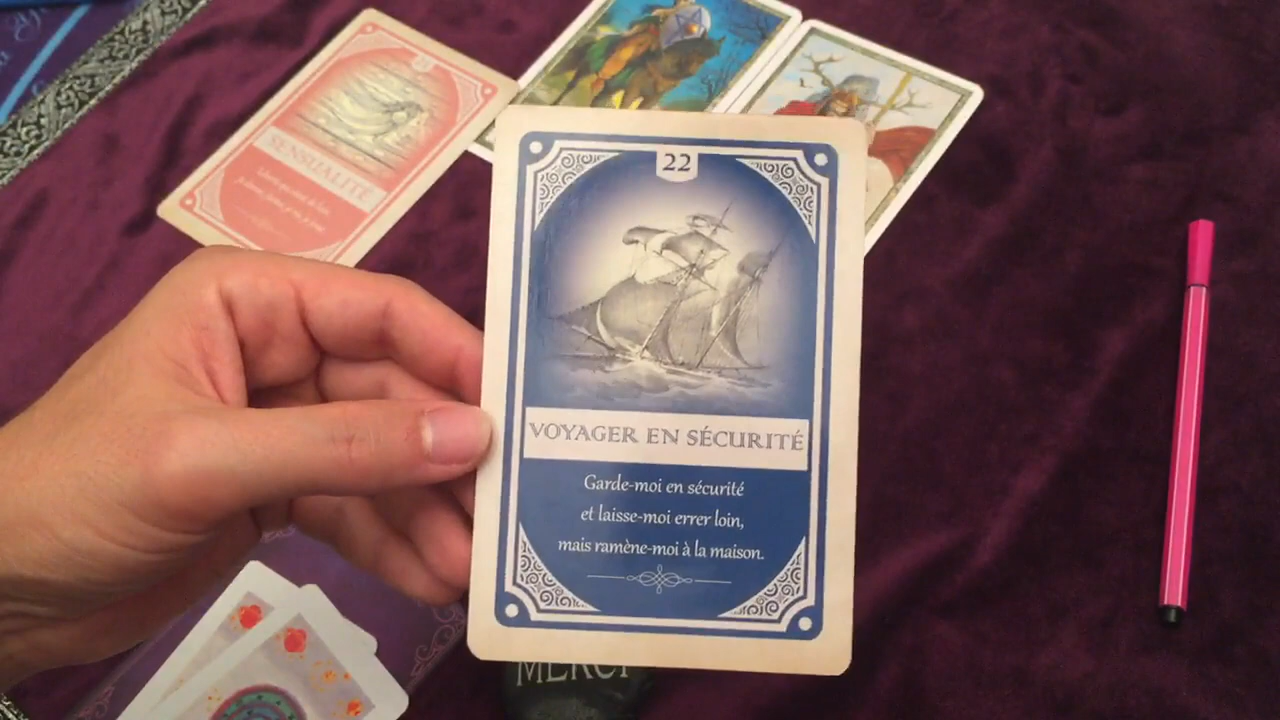 22
VOYAGER EN SÉCURITÉ
Garde-moi en sécurité
et laisse-moi errer loin,
mais ramène-moi à la maison.
SENSUALITÉ
MERCI